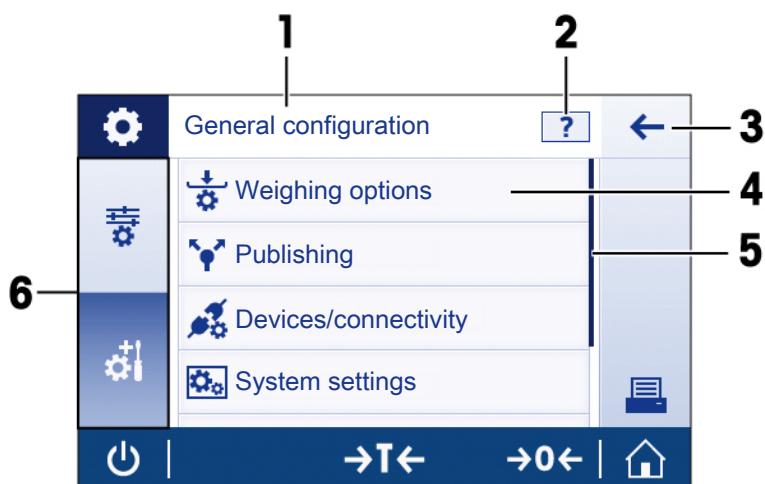 1 2
General configuration ? 3
Weighing options 4
Publishing 5
Devices/connectivity 6
System settings
→T← →0←